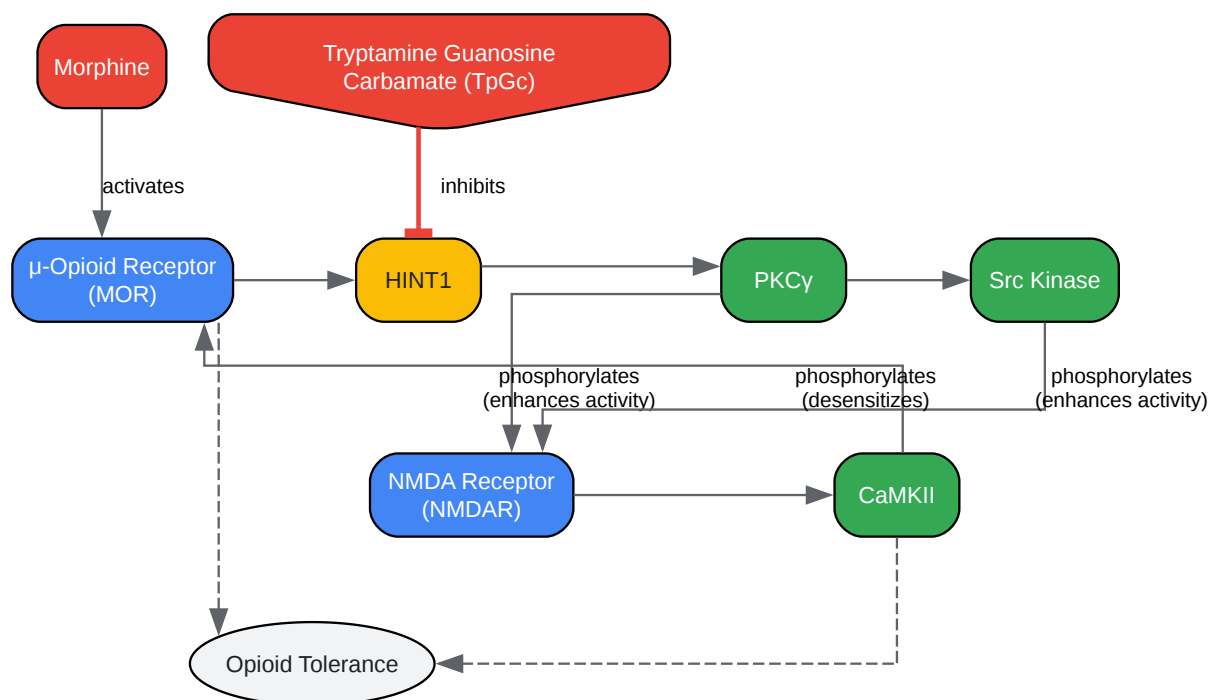 Morphine
Tryptamine Guanosine
Carbamate (TpGc)
activates
inhibits
μ-Opioid Receptor
(MOR)
HINT1
PKCγ
Src Kinase
phosphorylates
(enhances activity)
phosphorylates
(desensitizes)
phosphorylates
(enhances activity)
NMDA Receptor
(NMDAR)
CaMKII
Opioid Tolerance